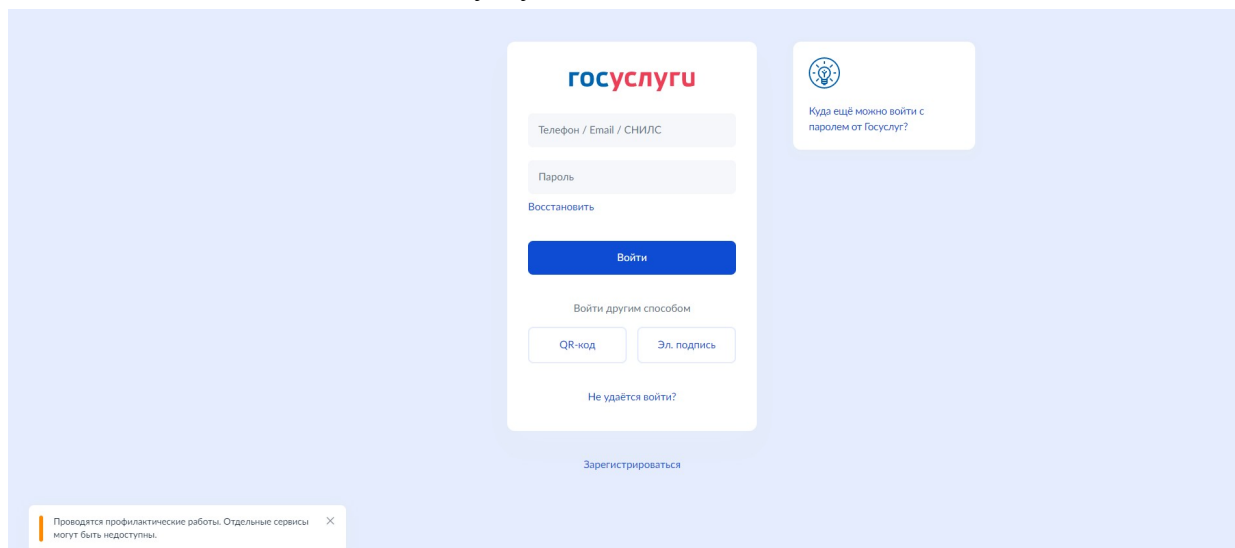 госуслуги
Телефон / Email / СНИЛС
Пароль
Восстановить
Войти
Войти другим способом
QR-код
Эл. подпись
Не удаётся войти?
Зарегистрироваться
Куда ещё можно войти с
паролем от Госуслуг?
Проводятся профилактические работы. Отдельные сервисы
могут быть недоступны.